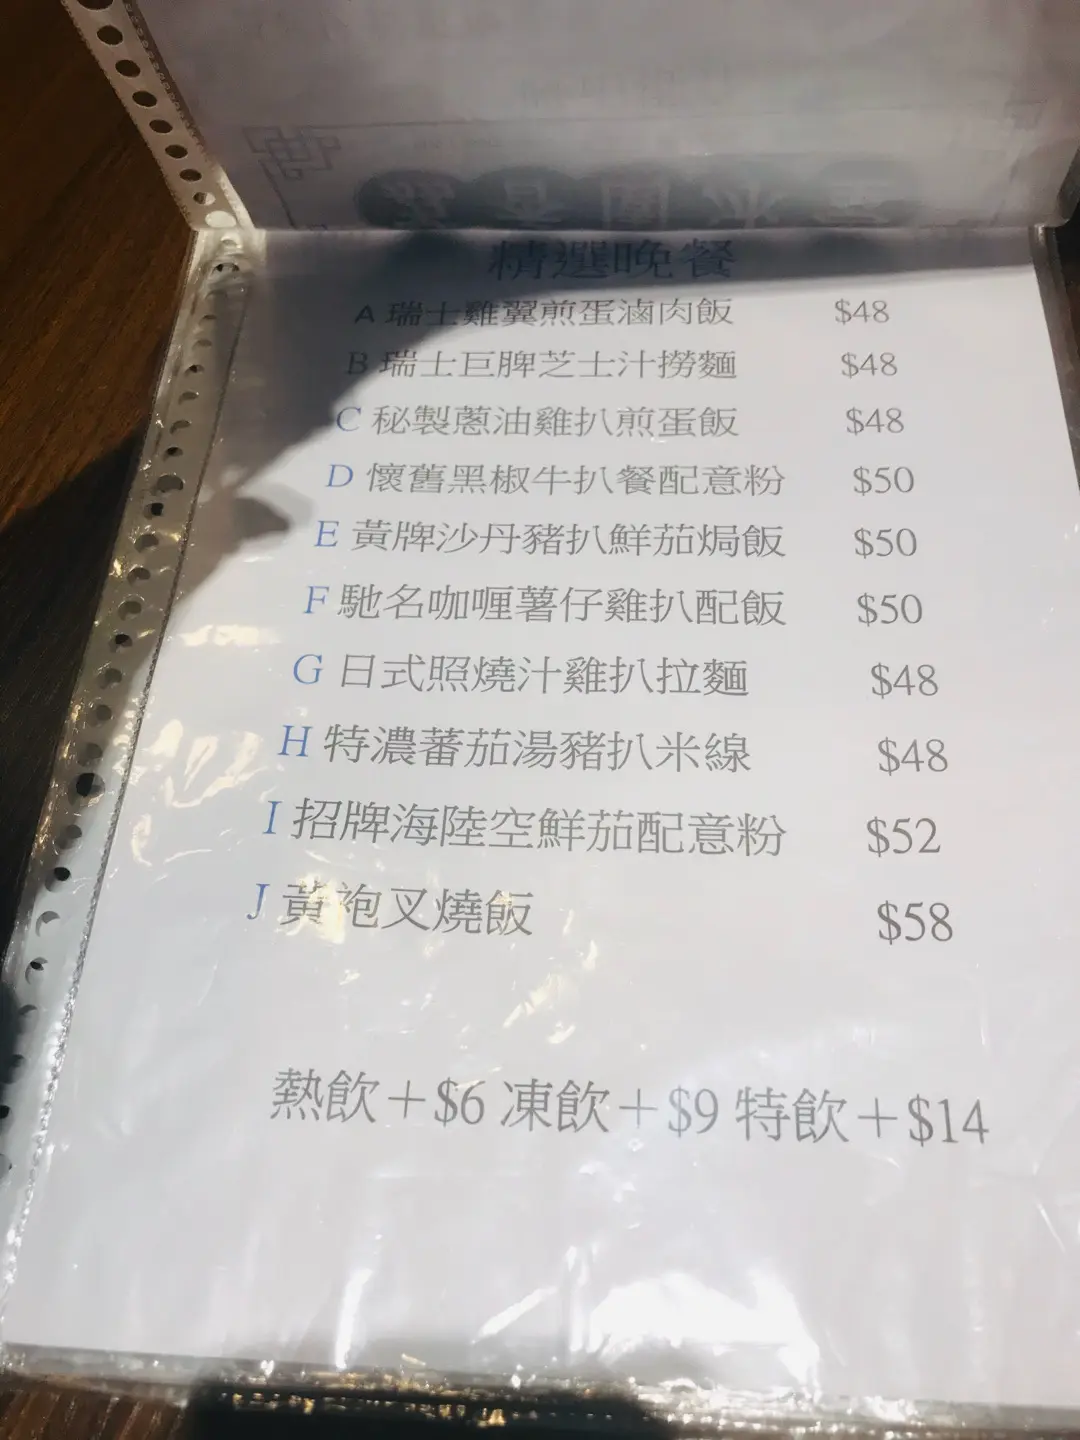 精選晚餐
A 瑞士雞翼煎蛋滷肉飯 $48
B 瑞士巨脾芝士汁撈麵 $48
C 秘製蔥油雞扒煎蛋飯 $48
D 懷舊黑椒牛扒餐配意粉 $50
E 黃牌沙丹豬扒鮮茄焗飯 $50
F 馳名咖喱薯仔雞扒配飯 $50
G 日式照燒汁雞扒拉麵 $48
H 特濃蕃茄湯豬扒米線 $48
I 招牌海陸空鮮茄配意粉 $52
J 黃袍叉燒飯 $58
熱飲+$6 凍飲+$9 特飲+$14